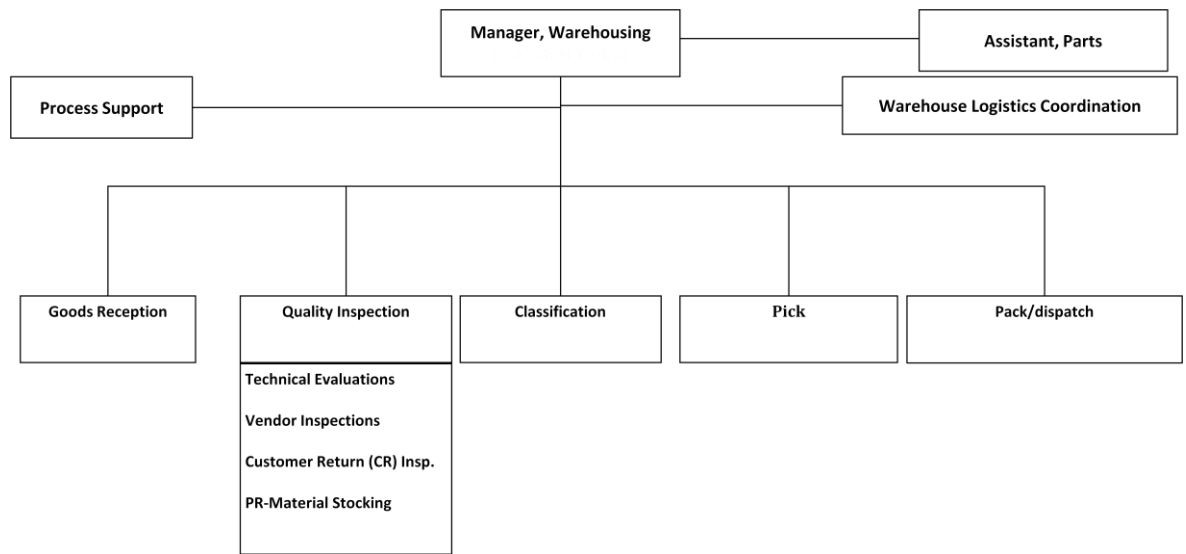 Manager, Warehousing
Assistant, Parts
Process Support
Warehouse Logistics Coordination
Goods Reception
Quality Inspection
Classification
Pick
Pack/dispatch
Technical Evaluations
Vendor Inspections
Customer Return (CR) Insp.
PR-Material Stocking